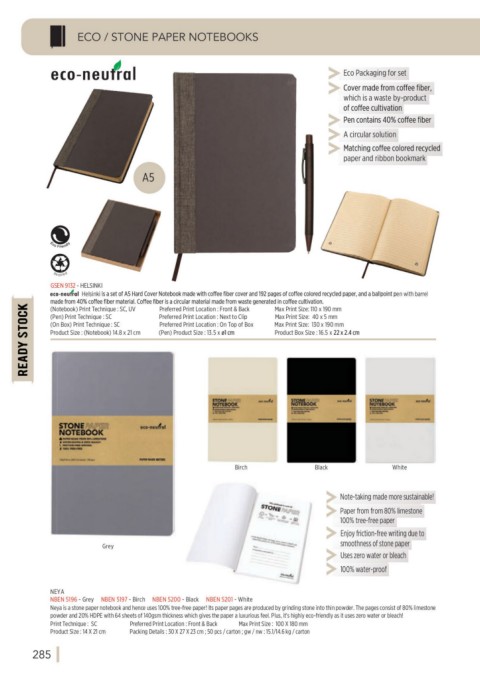 ECO / STONE PAPER NOTEBOOKS
eco-neutral
Eco Packaging for set
Cover made from coffee fiber,
which is a waste by-product
of coffee cultivation
Pen contains 40% coffee fiber
A circular solution
Matching coffee colored recycled
paper and ribbon bookmark
A5
READY STOCK
GSEN 9132 - HELSINKI
eco-neutral Helsinki is a set of A5 Hard Cover Notebook made with coffee fiber cover and 192 pages of coffee colored recycled paper, and a ballpoint pen with barrel
made from 40% coffee fiber material. Coffee fiber is a circular material made from waste generated in coffee cultivation.
(Notebook) Print Technique : SC, UV Preferred Print Location : Front & Back Max Print Size: 110 x 190 mm
(Pen) Print Technique : SC Preferred Print Location : Next to Clip Max Print Size: 40 x 5 mm
(On Box) Print Technique : SC Preferred Print Location : On Top of Box Max Print Size: 130 x 190 mm
Product Size : (Notebook) 14.8 x 21 cm (Pen) Product Size : 13.5 x ø1 cm Product Box Size : 16.5 x 22 x 2.4 cm
STONE PAPER
NOTEBOOK
eco-neutral
STONE PAPER
NOTEBOOK
STONE PAPER
NOTEBOOK
STONE PAPER
NOTEBOOK
Birch Black White
STONE PAPER
Grey
Note-taking made more sustainable!
Paper from from 80% limestone
100% tree-free paper
Enjoy friction-free writing due to
smoothness of stone paper
Uses zero water or bleach
100% water-proof
NEYA
NBEN 5196 - Grey NBEN 5197 - Birch NBEN 5200 - Black NBEN 5201 - White
Neya is a stone paper notebook and hence uses 100% tree-free paper! Its paper pages are produced by grinding stone into thin powder. The pages consist of 80% limestone
powder and 20% HDPE with 64 sheets of 140gsm thickness which gives the paper a luxurious feel. Plus, it's highly eco-friendly as it uses zero water or bleach!
Print Technique : SC Preferred Print Location : Front & Back Max Print Size : 100 X 180 mm
Product Size : 14 X 21 cm Packing Details : 30 X 27 X 23 cm ; 50 pcs / carton ; gw / nw : 15.1/14.6 kg / carton
285